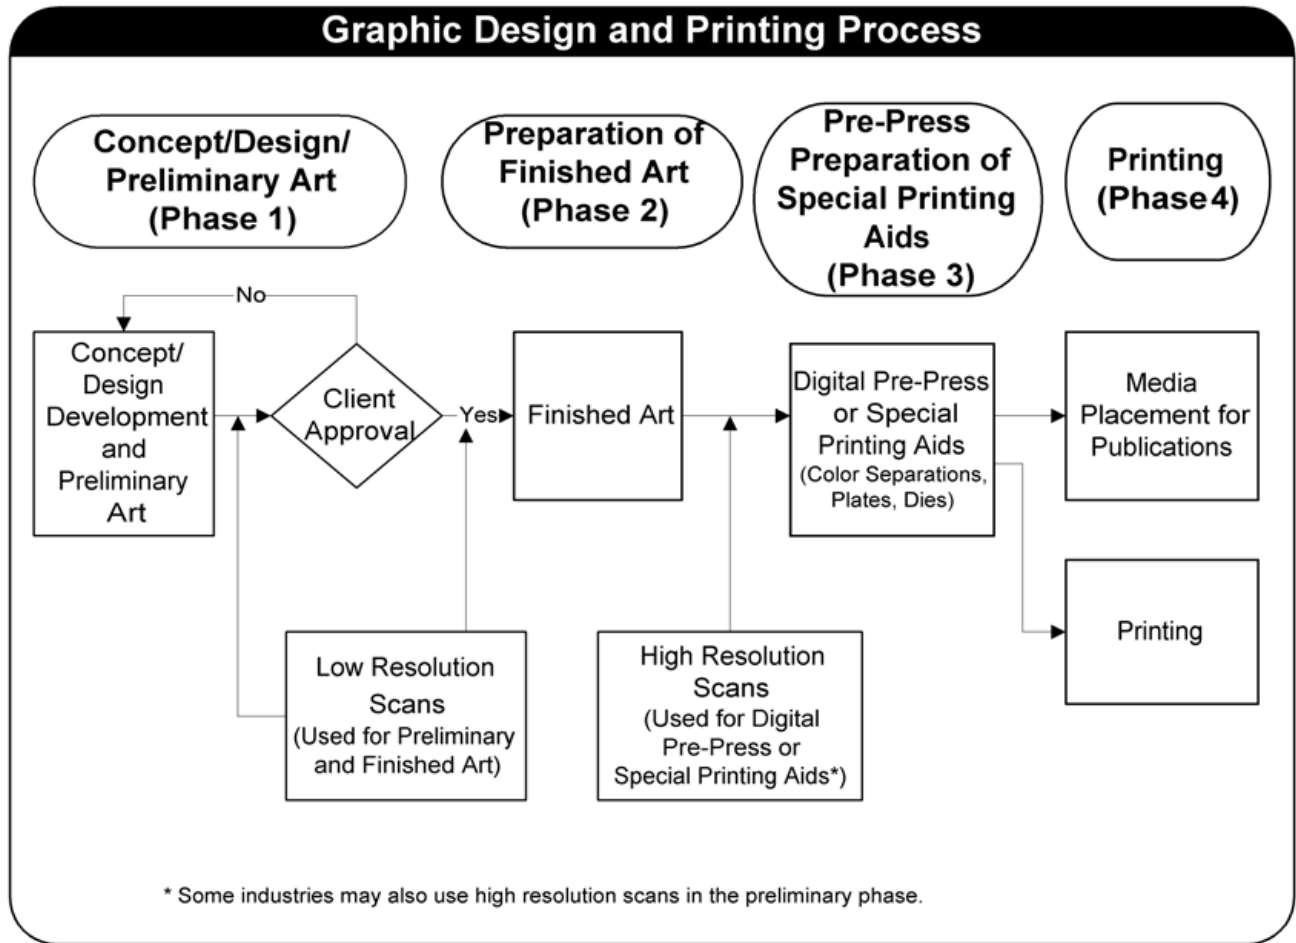 Graphic Design and Printing Process
Concept/Design/
Preliminary Art
(Phase 1)
Preparation of
Finished Art
(Phase 2)
Pre-Press
Preparation of
Special Printing
Aids
(Phase 3)
Printing
(Phase 4)
No
Concept/
Design
Development
and
Preliminary
Art
Client
Approval
Yes
Finished Art
Digital Pre-Press
or Special
Printing Aids
(Color Separations,
Plates, Dies)
Media
Placement for
Publications
Printing
Low Resolution
Scans
(Used for Preliminary
and Finished Art)
High Resolution
Scans
(Used for Digital
Pre-Press or
Special Printing Aids*)
* Some industries may also use high resolution scans in the preliminary phase.